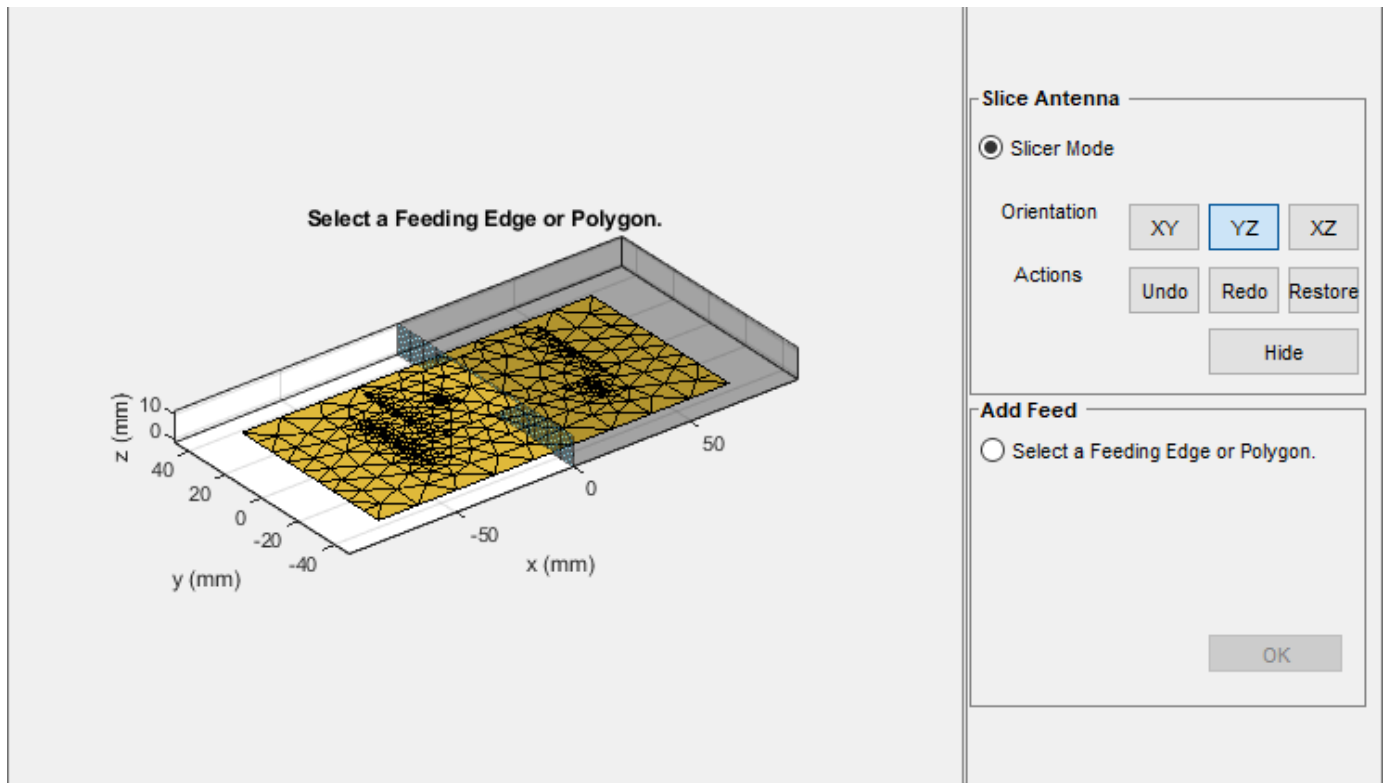 Select a Feeding Edge or Polygon.
10
0
z (mm)
40
20
0
-20
-40
y (mm)
50
0
-50
x (mm)
Slice Antenna
Slicer Mode
Orientation
XY YZ XZ
Actions
Undo Redo Restore
Hide
Add Feed
Select a Feeding Edge or Polygon.
OK